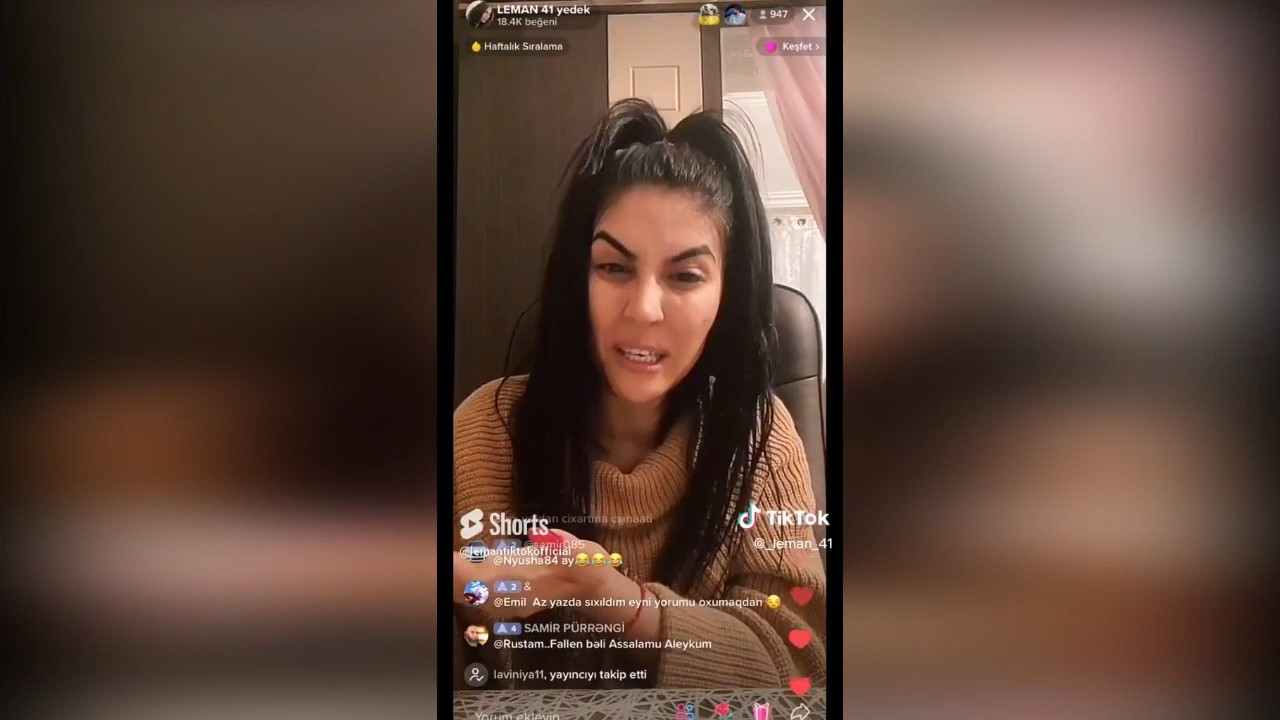 LEMAN 41 yedek
18.4K beğeni
947
Haftalık Sıralama
Keşfet >
cixartma
Shorts
TikTok
@samir085
@lemantiktokofficial
@_leman_41
@Nyusha84 ay😂😂😂
2 &
@Emil Az yazda sıxıldım eyni yorumu oxumaqdan 😒
4 SAMİR PÜRRƏNGİ
@Rustam..Fallen bəli Assalamu Aleykum
laviniya11, yayıncıyı takip etti
Yorum ekleyin